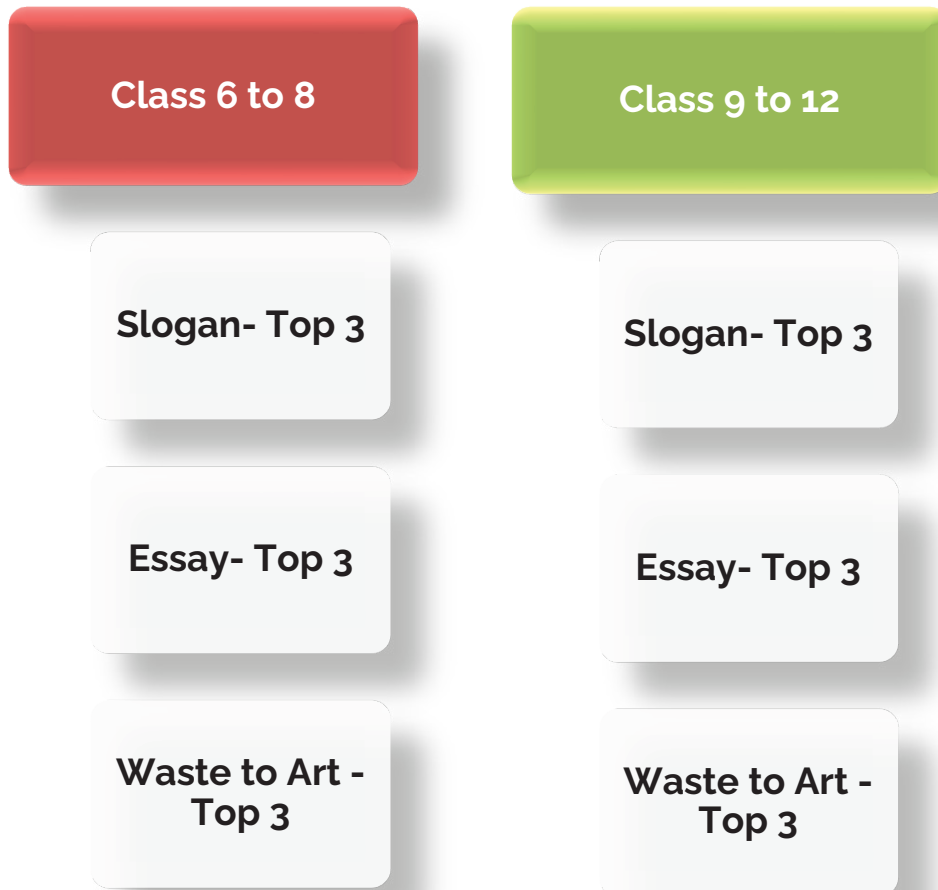 Class 6 to 8
Slogan- Top 3
Essay- Top 3
Waste to Art -
Top 3
Class 9 to 12
Slogan- Top 3
Essay- Top 3
Waste to Art -
Top 3